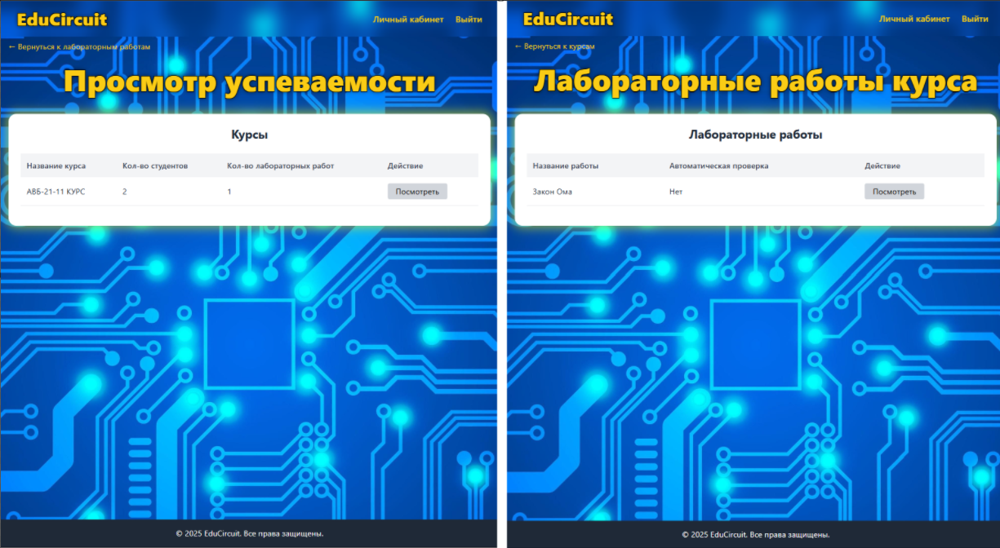 EduCircuit
Личный кабинет Выйти
← Вернуться к лабораторным работам
Просмотр успеваемости
Курсы
Название курса Кол-во студентов Кол-во лабораторных работ Действие
АВБ-21-11 КУРС 2 1 Посмотреть
© 2025 EduCircuit. Все права защищены.
EduCircuit
Личный кабинет Выйти
← Вернуться к курсам
Лабораторные работы курса
Лабораторные работы
Название работы Автоматическая проверка Действие
Закон Ома Нет Посмотреть
© 2025 EduCircuit. Все права защищены.